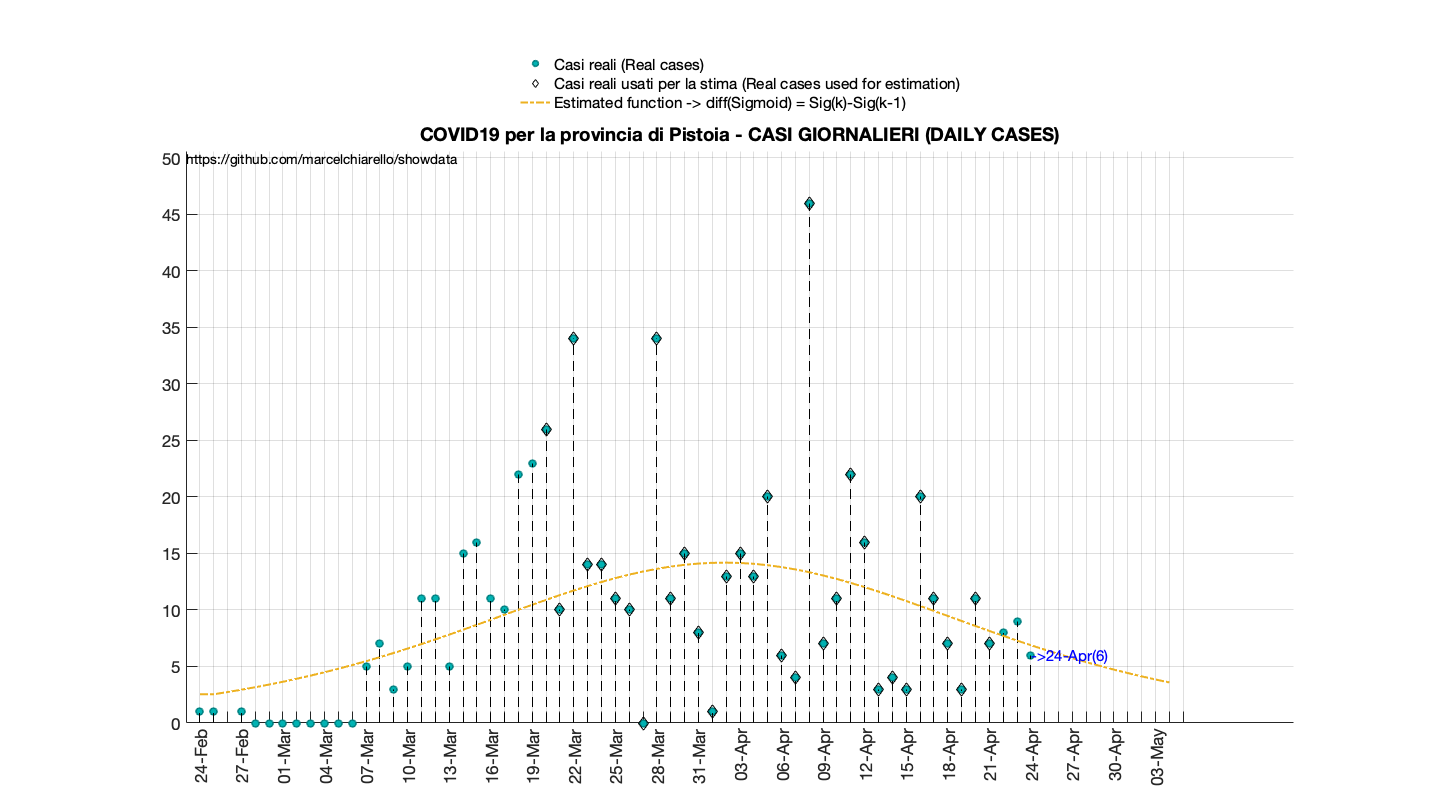 Casi reali (Real cases)
Casi reali usati per la stima (Real cases used for estimation)
Estimated function -> diff(Sigmoid) = Sig(k)-Sig(k-1)
COVID19 per la provincia di Pistoia - CASI GIORNALIERI (DAILY CASES)
https://github.com/marcelchiarello/showdata
50
45
40
35
30
25
20
15
10
5
0
->24-Apr(6)
24-Feb
27-Feb
01-Mar
04-Mar
07-Mar
10-Mar
13-Mar
16-Mar
19-Mar
22-Mar
25-Mar
28-Mar
31-Mar
03-Apr
06-Apr
09-Apr
12-Apr
15-Apr
18-Apr
21-Apr
24-Apr
27-Apr
30-Apr
03-May